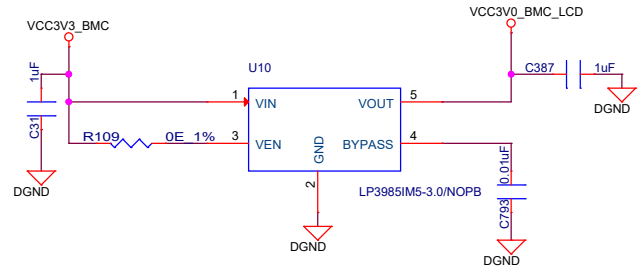 VCC3V3_BMC
VCC3V0_BMC_LCD
1uF
C31
DGND
U10
1
VIN
VOUT
5
C387
1uF
DGND
R109
0E_1%
3
VEN
GND
BYPASS
4
2
LP3985IM5-3.0/NOPB
0.01uF
C793
DGND
DGND